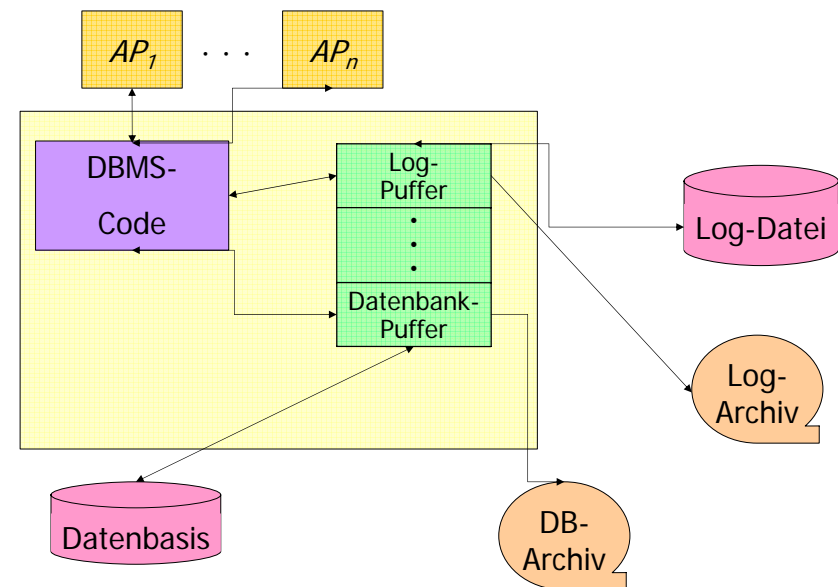 AP1 . . . APn
DBMS-
Code
Log-
Puffer
Log-Datei
Datenbank-
Puffer
Log-
Archiv
Datenbasis
DB-
Archiv